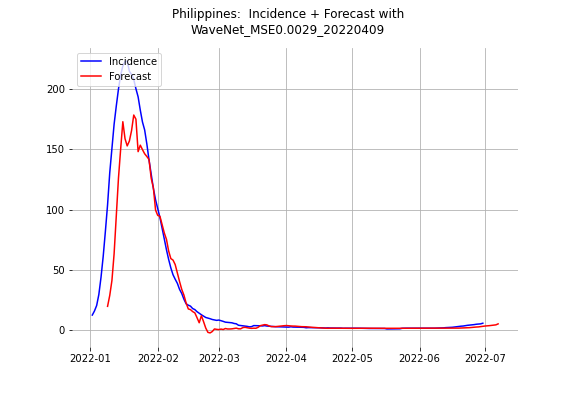 Philippines:  Incidence + Forecast with
WaveNet_MSE0.0029_20220409
Incidence
Forecast
200
150
100
50
0
2022-01 2022-02 2022-03 2022-04 2022-05 2022-06 2022-07